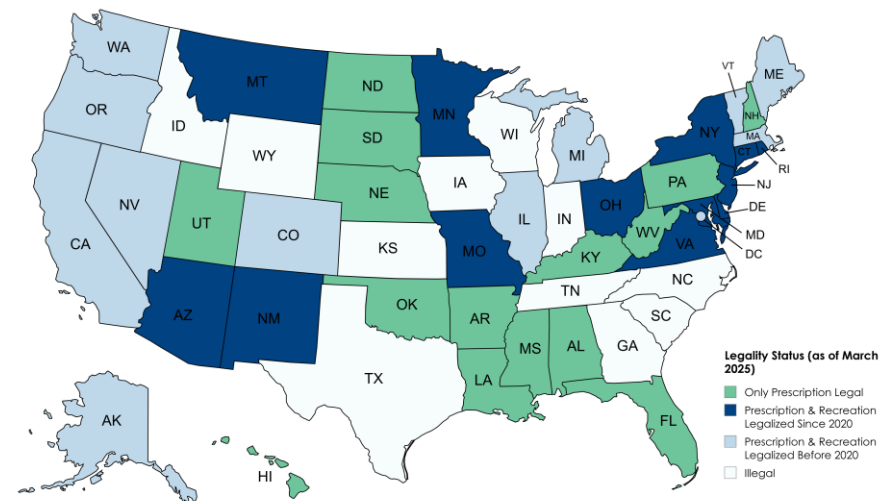 WA
MT
ND
MN
VT
ME
OR
ID
SD
WI
NH
NY
MA
WY
MI
CT
RI
NV
NE
IA
PA
NJ
UT
CO
IL
IN
OH
DE
CA
KS
MO
WV
VA
MD
KY
DC
AZ
NM
OK
TN
NC
AR
SC
MS
AL
GA
TX
LA
FL
AK
HI
Legality Status (as of March
2025)
Only Prescription Legal
Prescription & Recreation
Legalized Since 2020
Prescription & Recreation
Legalized Before 2020
Illegal